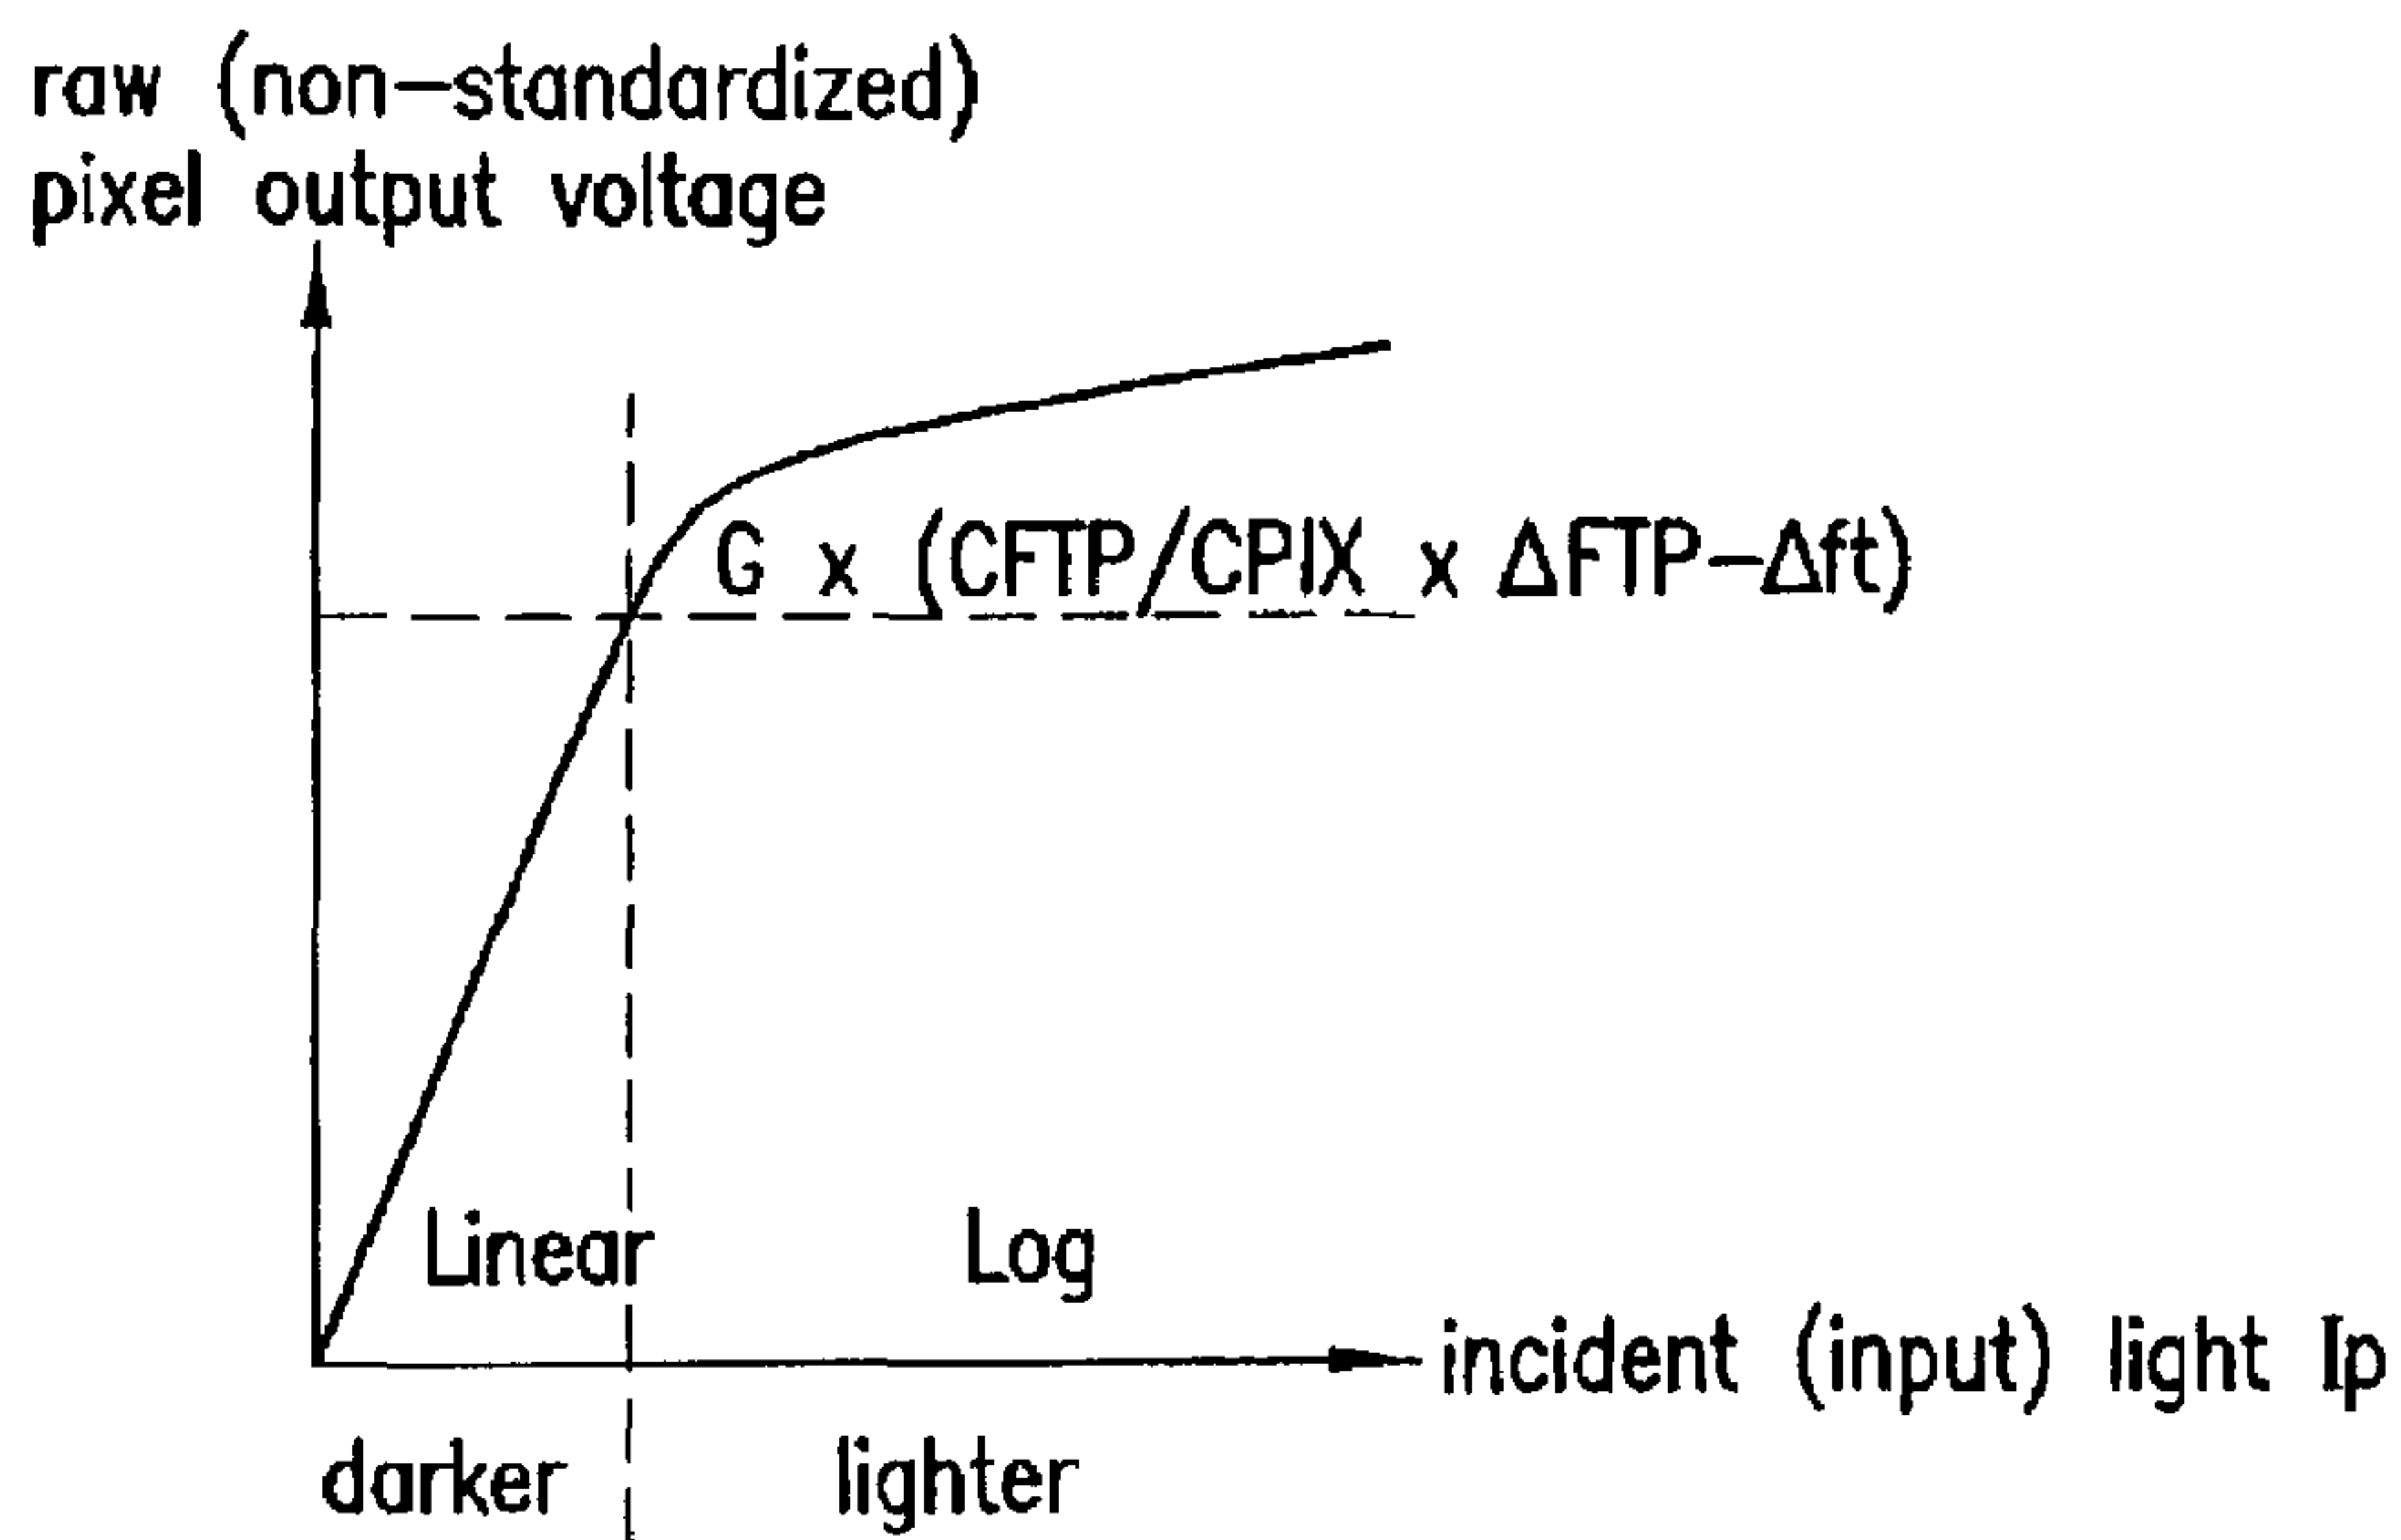 raw (non-standardized)
pixel output voltage
G x (CFTP/CPIX x ΔFTP-Δft)
Linear
Log
incident (input) light Ip
darker
lighter